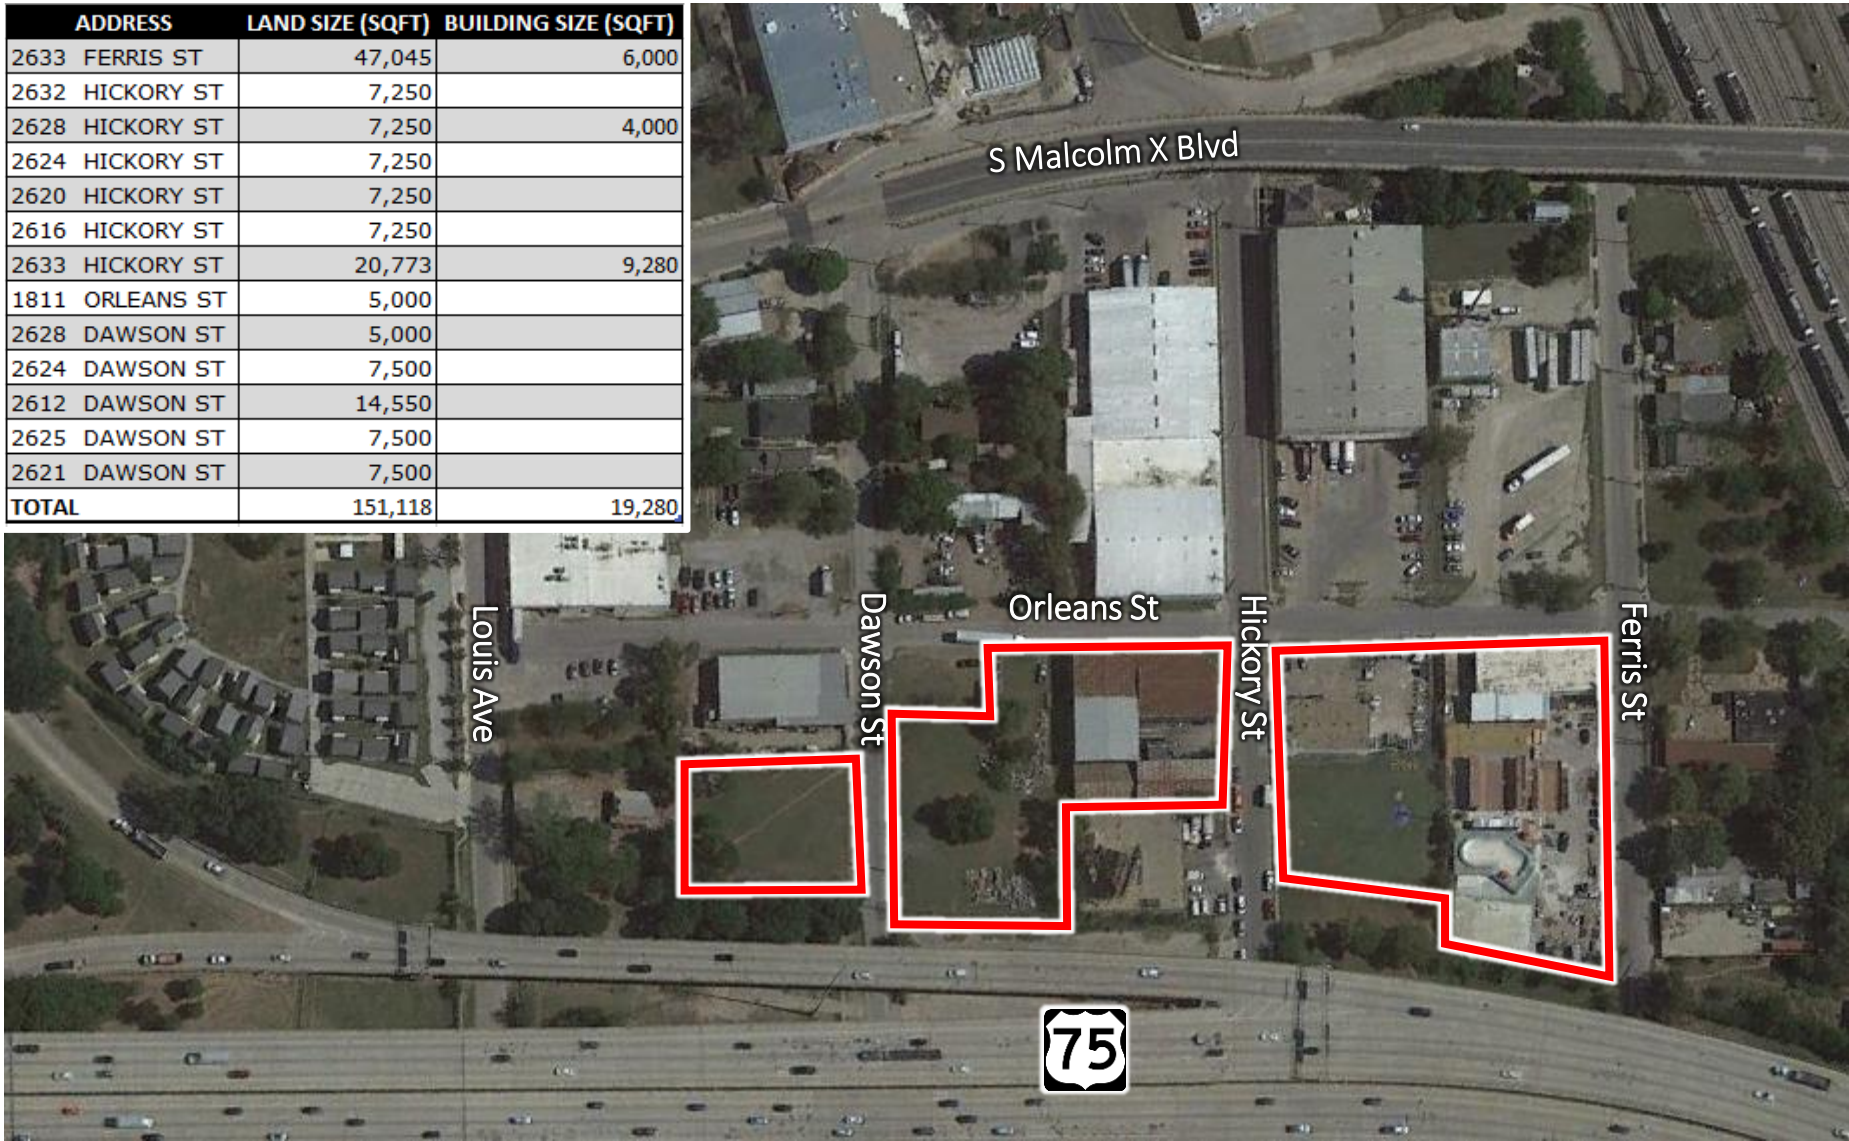 ADDRESS LAND SIZE (SQFT) BUILDING SIZE (SQFT)
2633 FERRIS ST 47,045 6,000
2632 HICKORY ST 7,250
2628 HICKORY ST 7,250 4,000
2624 HICKORY ST 7,250
2620 HICKORY ST 7,250
2616 HICKORY ST 7,250
2633 HICKORY ST 20,773 9,280
1811 ORLEANS ST 5,000
2628 DAWSON ST 5,000
2624 DAWSON ST 7,500
2612 DAWSON ST 14,550
2625 DAWSON ST 7,500
2621 DAWSON ST 7,500
TOTAL 151,118 19,280
S Malcolm X Blvd
Orleans St
Louis Ave
Dawson St
Hickory St
Ferris St
75